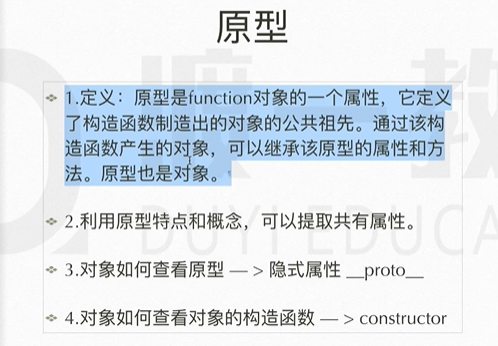 原型
1.定义：原型是function对象的一个属性，它定义
了构造函数制造出的对象的公共祖先。通过该构
造函数产生的对象，可以继承该原型的属性和方
法。原型也是对象。
2.利用原型特点和概念，可以提取共有属性。
3.对象如何查看原型 — > 隐式属性 __proto__
4.对象如何查看对象的构造函数 — > constructor
DUYI EDUCA